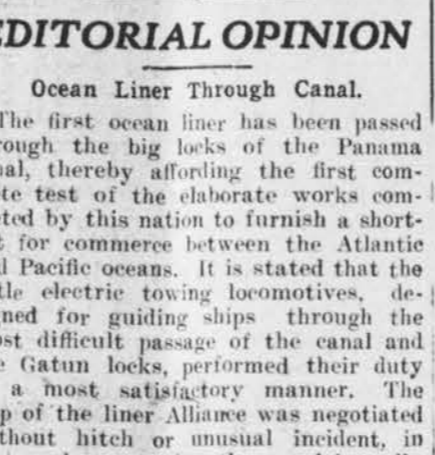 EDITORIAL OPINION
Ocean Liner Through Canal.
The first ocean liner has been passed
rough the big locks of the Panama
al, thereby affording the first com-
te test of the elaborate works com-
ted by this nation to furnish a short-
t for commerce between the Atlantic
l Pacific oceans. It is stated that the
tle electric towing locomotives, de-
ned for guiding ships through the
st difficult passage of the canal and
e Gatun locks, performed their duty
a most satisfactory manner. The
p of the liner Alliance was negotiated
thout hitch or unusual incident, in